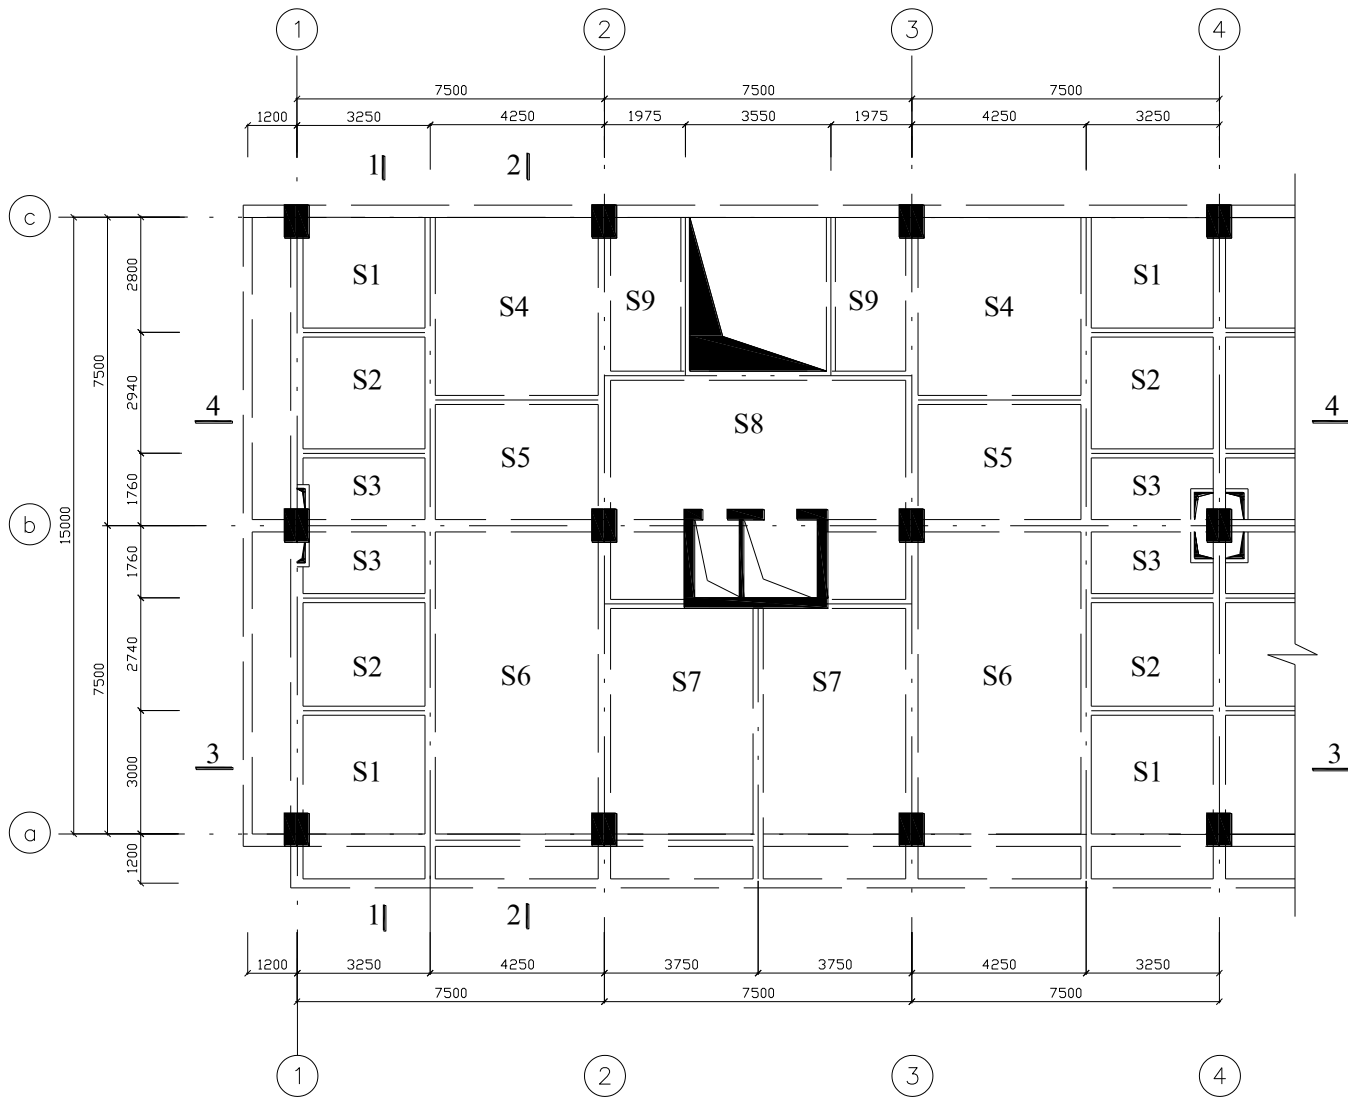 1 2 3 4
7500 7500 7500
1200 3250 4250 1975 3550 1975 4250 3250
1 2
c
S1 S4 S9 S9 S4 S1
2800
7500
2940
S2 S2
4 4
S8
S5 S5
S3 S3
1760
15000
b
1760
S3 S3
2740
7500
S2 S6 S7 S7 S6 S2
3 3
3000
S1 S1
a
1200
1 2
1200 3250 4250 3750 3750 4250 3250
7500 7500 7500
1 2 3 4